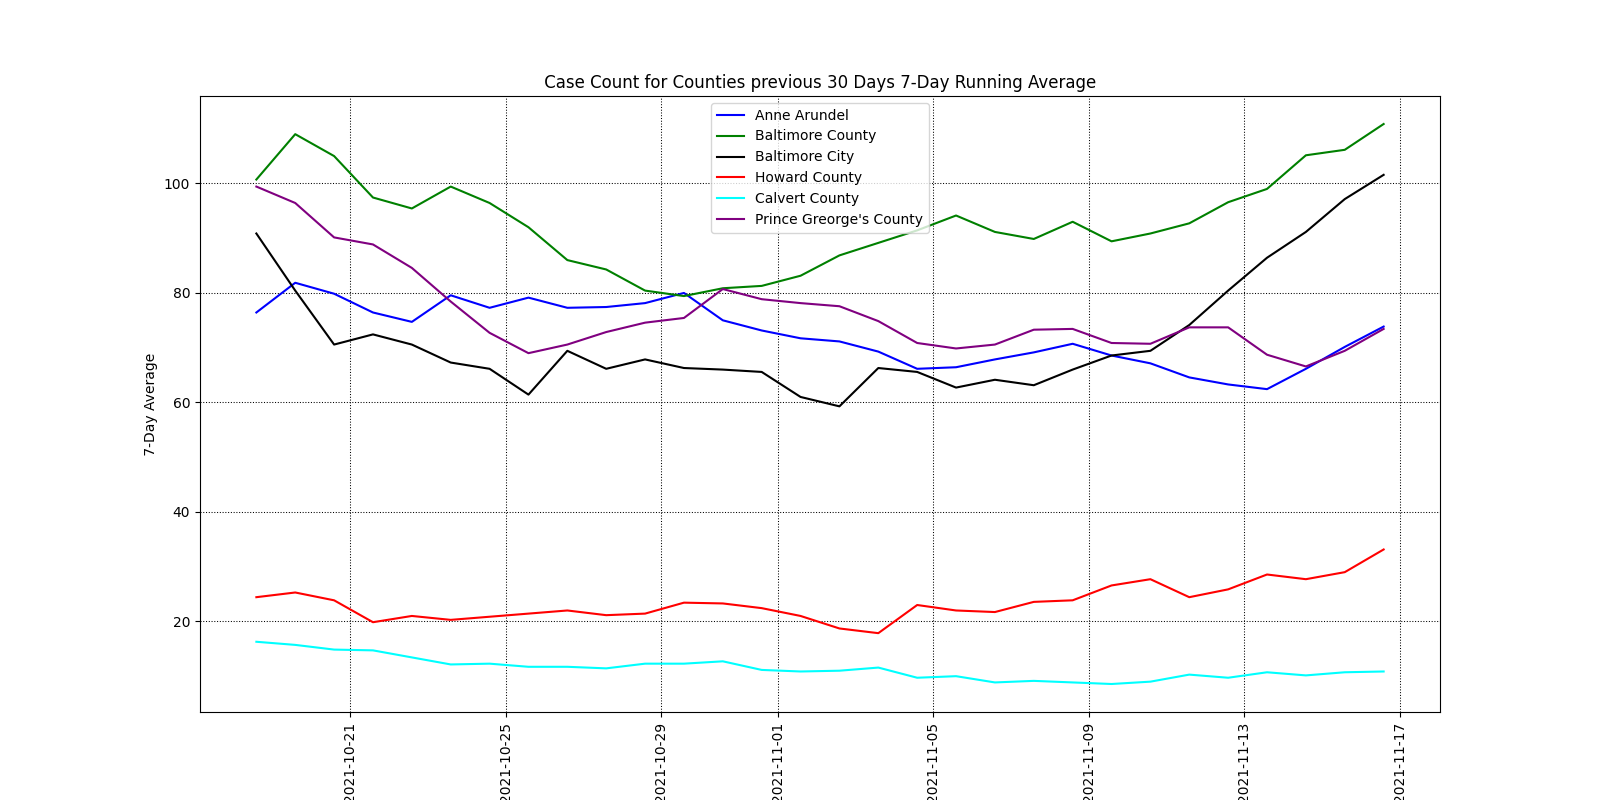 Case Count for Counties previous 30 Days 7-Day Running Average
Anne Arundel
Baltimore County
Baltimore City
Howard County
Calvert County
Prince Greorge's County
7-Day Average
100
80
60
40
20
2021-10-21
2021-10-25
2021-10-29
2021-11-01
2021-11-05
2021-11-09
2021-11-13
2021-11-17